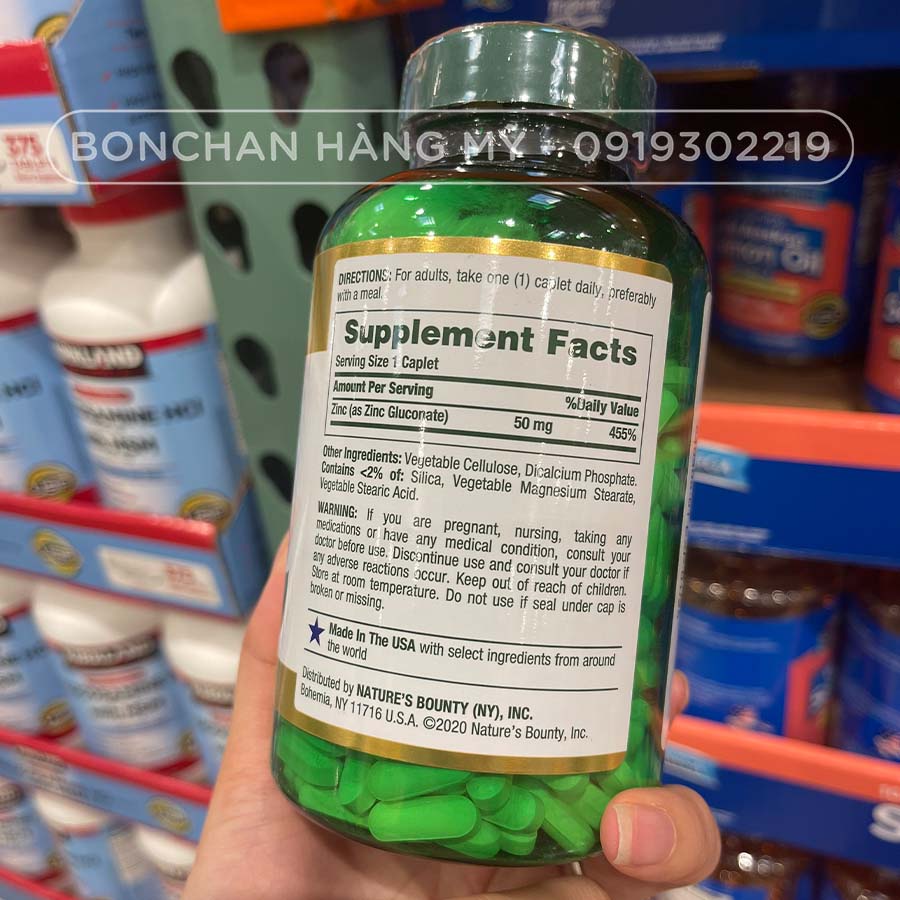 BONCHAN HÀNG MỸ - 0919302219
375
DIRECTIONS: For adults, take one (1) caplet daily, preferably
with a meal.
Supplement Facts
Serving Size 1 Caplet
Amount Per Serving
%Daily Value
Zinc (as Zinc Gluconate) 50 mg 455%
Other Ingredients: Vegetable Cellulose, Dicalcium Phosphate.
Contains <2% of: Silica, Vegetable Magnesium Stearate,
Vegetable Stearic Acid.
WARNING: If you are pregnant, nursing, taking any
medications or have any medical condition, consult your
doctor before use. Discontinue use and consult your doctor if
any adverse reactions occur. Keep out of reach of children.
Store at room temperature. Do not use if seal under cap is
broken or missing.
Made In The USA with select ingredients from around
the world
Distributed by NATURE'S BOUNTY (NY), INC.
Bohemia, NY 11716 U.S.A. ©2020 Nature's Bounty, Inc.
KIRKLAND